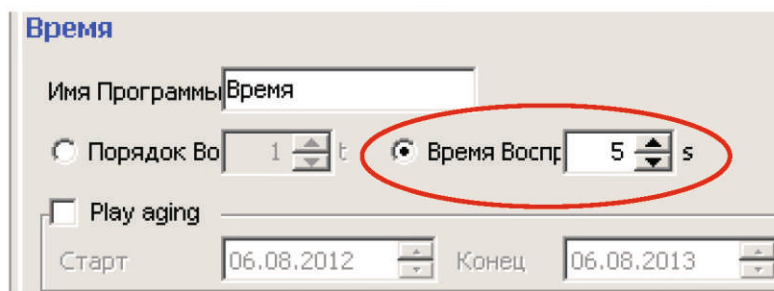 Время
Имя Программы Время
Порядок Во 1 t Время Воспр 5 s
Play aging
Старт 06.08.2012 Конец 06.08.2013